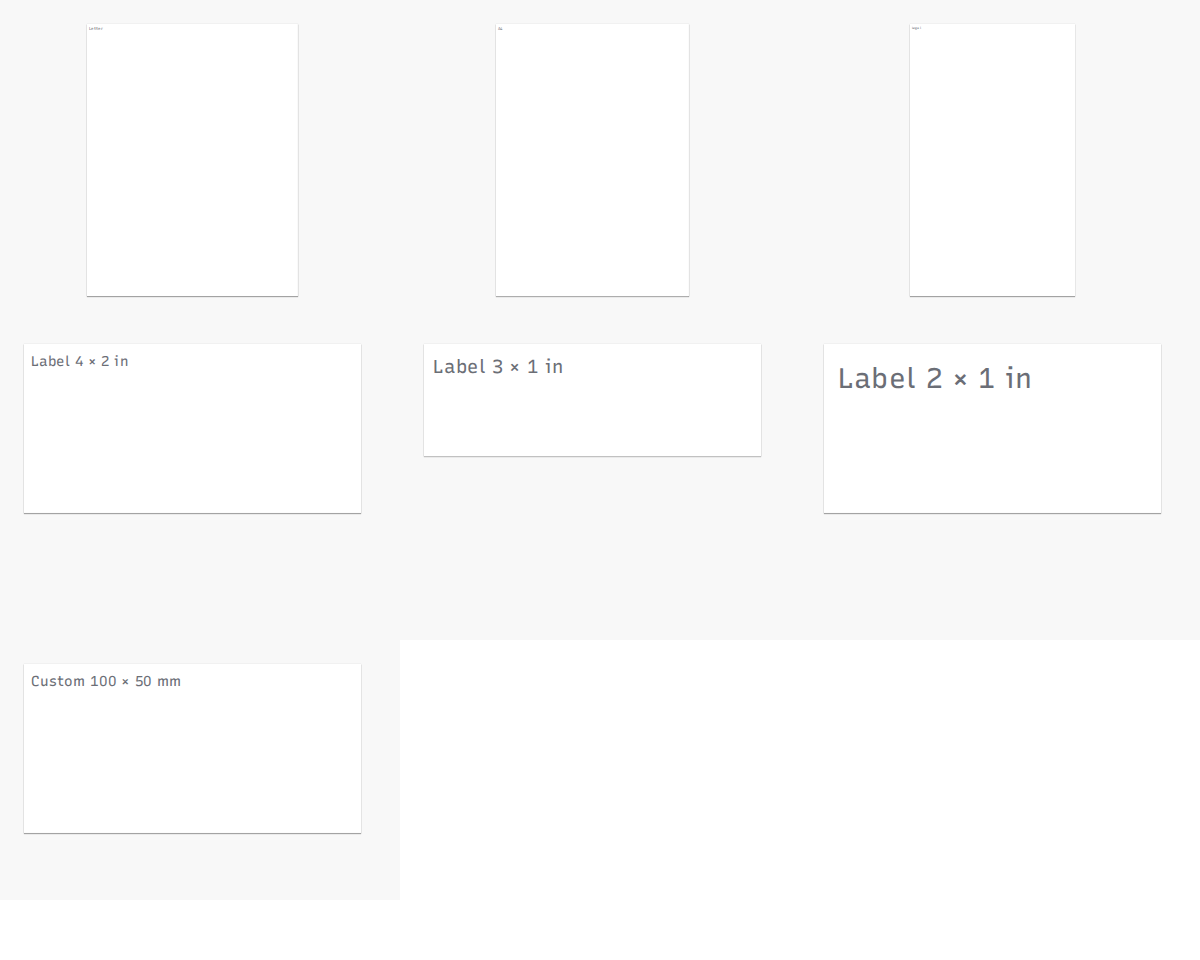 Label 4 × 2 in
Label 3 × 1 in
Label 2 × 1 in
Custom 100 × 50 mm